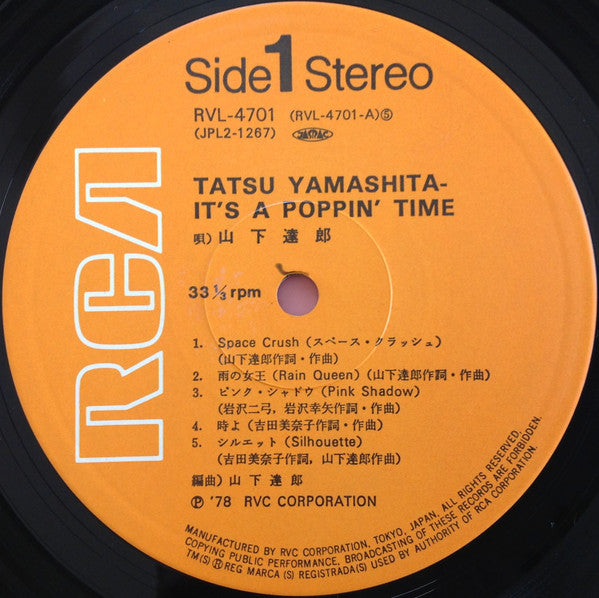 Side 1 Stereo
RVL-4701 (RVL-4701-A)⑤
(JPL2-1267) JASRAC
RCA
TATSU YAMASHITA-
IT'S A POPPIN' TIME
唄) 山下達郎
33 1/3 rpm
1. Space Crush (スペース・クラッシュ)
(山下達郎作詞・作曲)
2. 雨の女王 (Rain Queen) (山下達郎作詞・作曲)
3. ピンク・シャドウ (Pink Shadow)
(岩沢二弓, 岩沢幸矢作詞・作曲)
4. 時よ (吉田美奈子作詞・作曲)
5. シルエット (Silhouette)
(吉田美奈子作詞, 山下達郎作曲)
編曲) 山下達郎
Ⓟ '78 RVC CORPORATION
MANUFACTURED BY RVC CORPORATION, TOKYO, JAPAN, ALL RIGHTS RESERVED,
COPYING PUBLIC PERFORMANCE, BROADCASTING OF THESE RECORDS ARE FORBIDDEN.
TM(S) ® REG MARCA (S) REGISTRADA(S) USED BY AUTHORITY OF RCA CORPORATION.